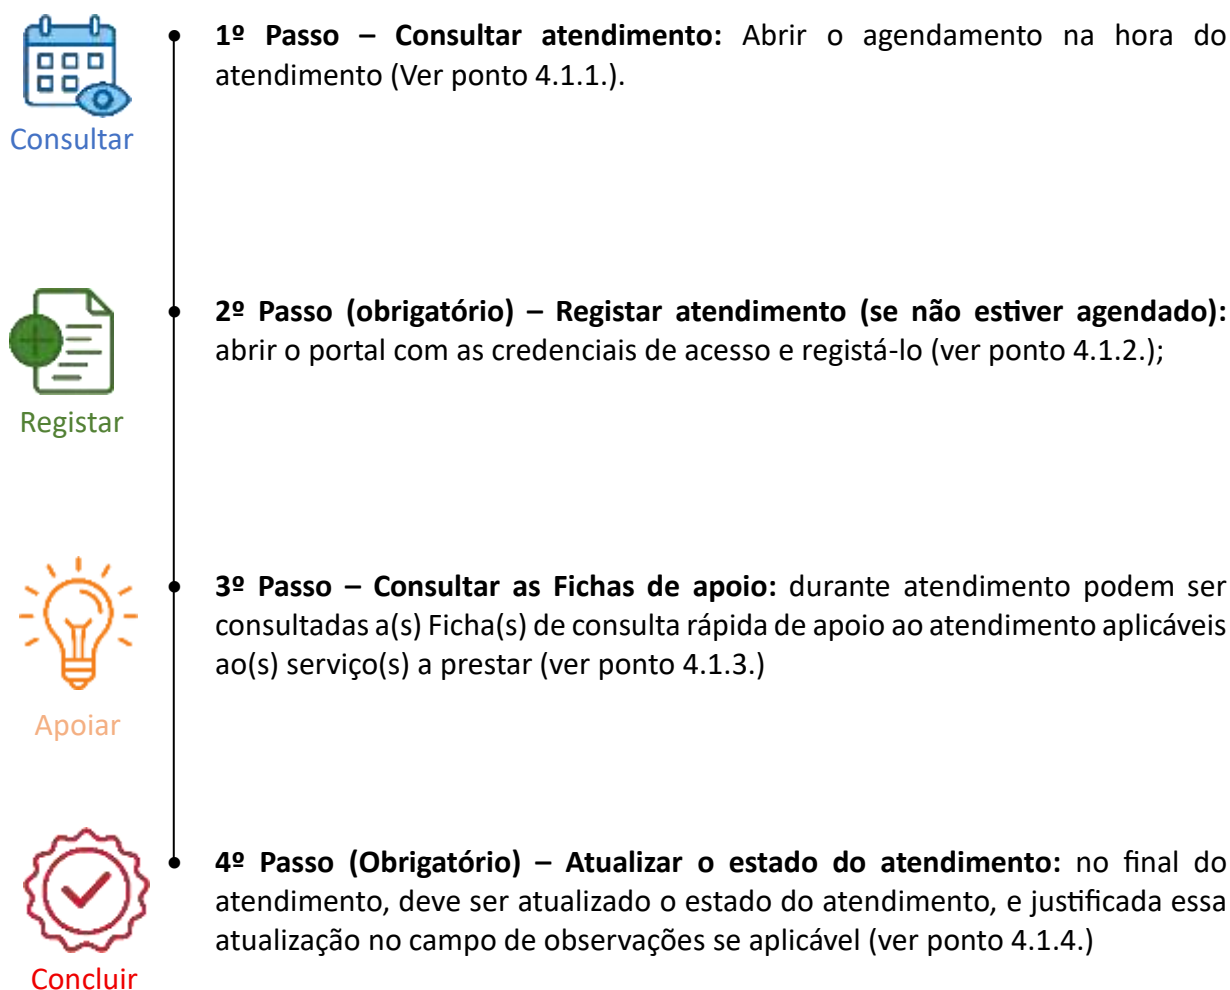 1º Passo – Consultar atendimento: Abrir o agendamento na hora do
atendimento (Ver ponto 4.1.1.).
Consultar
2º Passo (obrigatório) – Registar atendimento (se não estiver agendado):
abrir o portal com as credenciais de acesso e registá-lo (ver ponto 4.1.2.);
Registar
3º Passo – Consultar as Fichas de apoio: durante atendimento podem ser
consultadas a(s) Ficha(s) de consulta rápida de apoio ao atendimento aplicáveis
ao(s) serviço(s) a prestar (ver ponto 4.1.3.)
Apoiar
4º Passo (Obrigatório) – Atualizar o estado do atendimento: no final do
atendimento, deve ser atualizado o estado do atendimento, e justificada essa
atualização no campo de observações se aplicável (ver ponto 4.1.4.)
Concluir